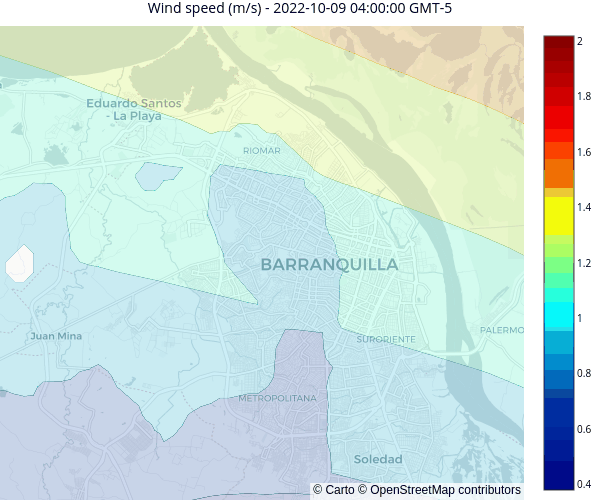 Wind speed (m/s) - 2022-10-09 04:00:00 GMT-5
2
1.8
1.6
1.4
1.2
1
0.8
0.6
0.4
Eduardo Santos
- La Playa
RIOMAR
BARRANQUILLA
PALERMO
Juan Mina
SURORIENTE
METROPOLITANA
Soledad
© Carto © OpenStreetMap contributors